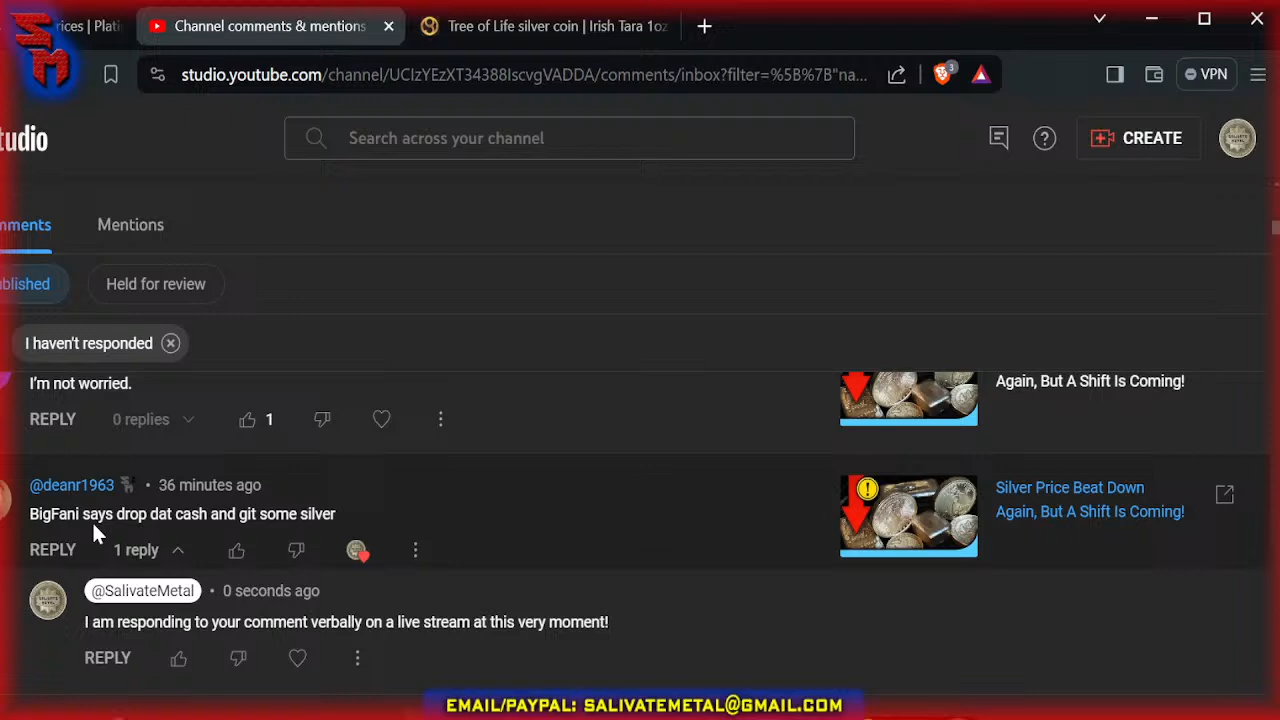 SM
rices | Plati
Channel comments & mentions
Tree of Life silver coin | Irish Tara 1oz
studio.youtube.com/channel/UCIzYEzXT34388IscvgVADDA/comments/inbox?filter=%5B%7B"na...
3
VPN
tudio
Search across your channel
CREATE
mments
Mentions
ublished
Held for review
I haven't responded
I'm not worried.
Again, But A Shift Is Coming!
REPLY
0 replies
1
@deanr1963
• 36 minutes ago
BigFani says drop dat cash and git some silver
Silver Price Beat Down
Again, But A Shift Is Coming!
REPLY
1 reply
@SalivateMetal
• 0 seconds ago
I am responding to your comment verbally on a live stream at this very moment!
REPLY
EMAIL/PAYPAL: SALIVATEMETAL@GMAIL.COM